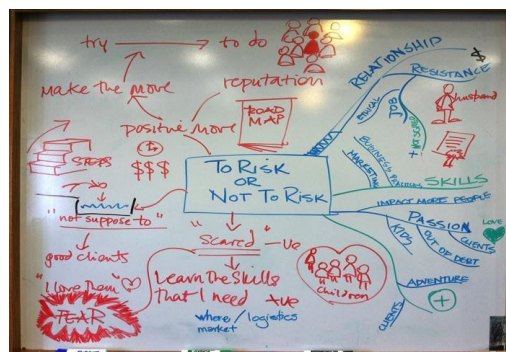 try → to do
make the move
reputation
positive move
ROAD
MAP
STEPS
$$$
TO RISK
OR
NOT TO RISK
"not suppose to"
good clients
"I love them"
FEAR
"Scared" -ve
Learn the Skills
that I need +ve
where/logistics
market
children
RELATIONSHIP
$
RESISTANCE
ETHICAL
JOB
husband
BUSINESS
MARKETING
SKILLS
IMPACT MORE PEOPLE
PASSION
KIDS
OUT OF DEBT
CLIENTS
LOVE
ADVENTURE
+
CLIENTS